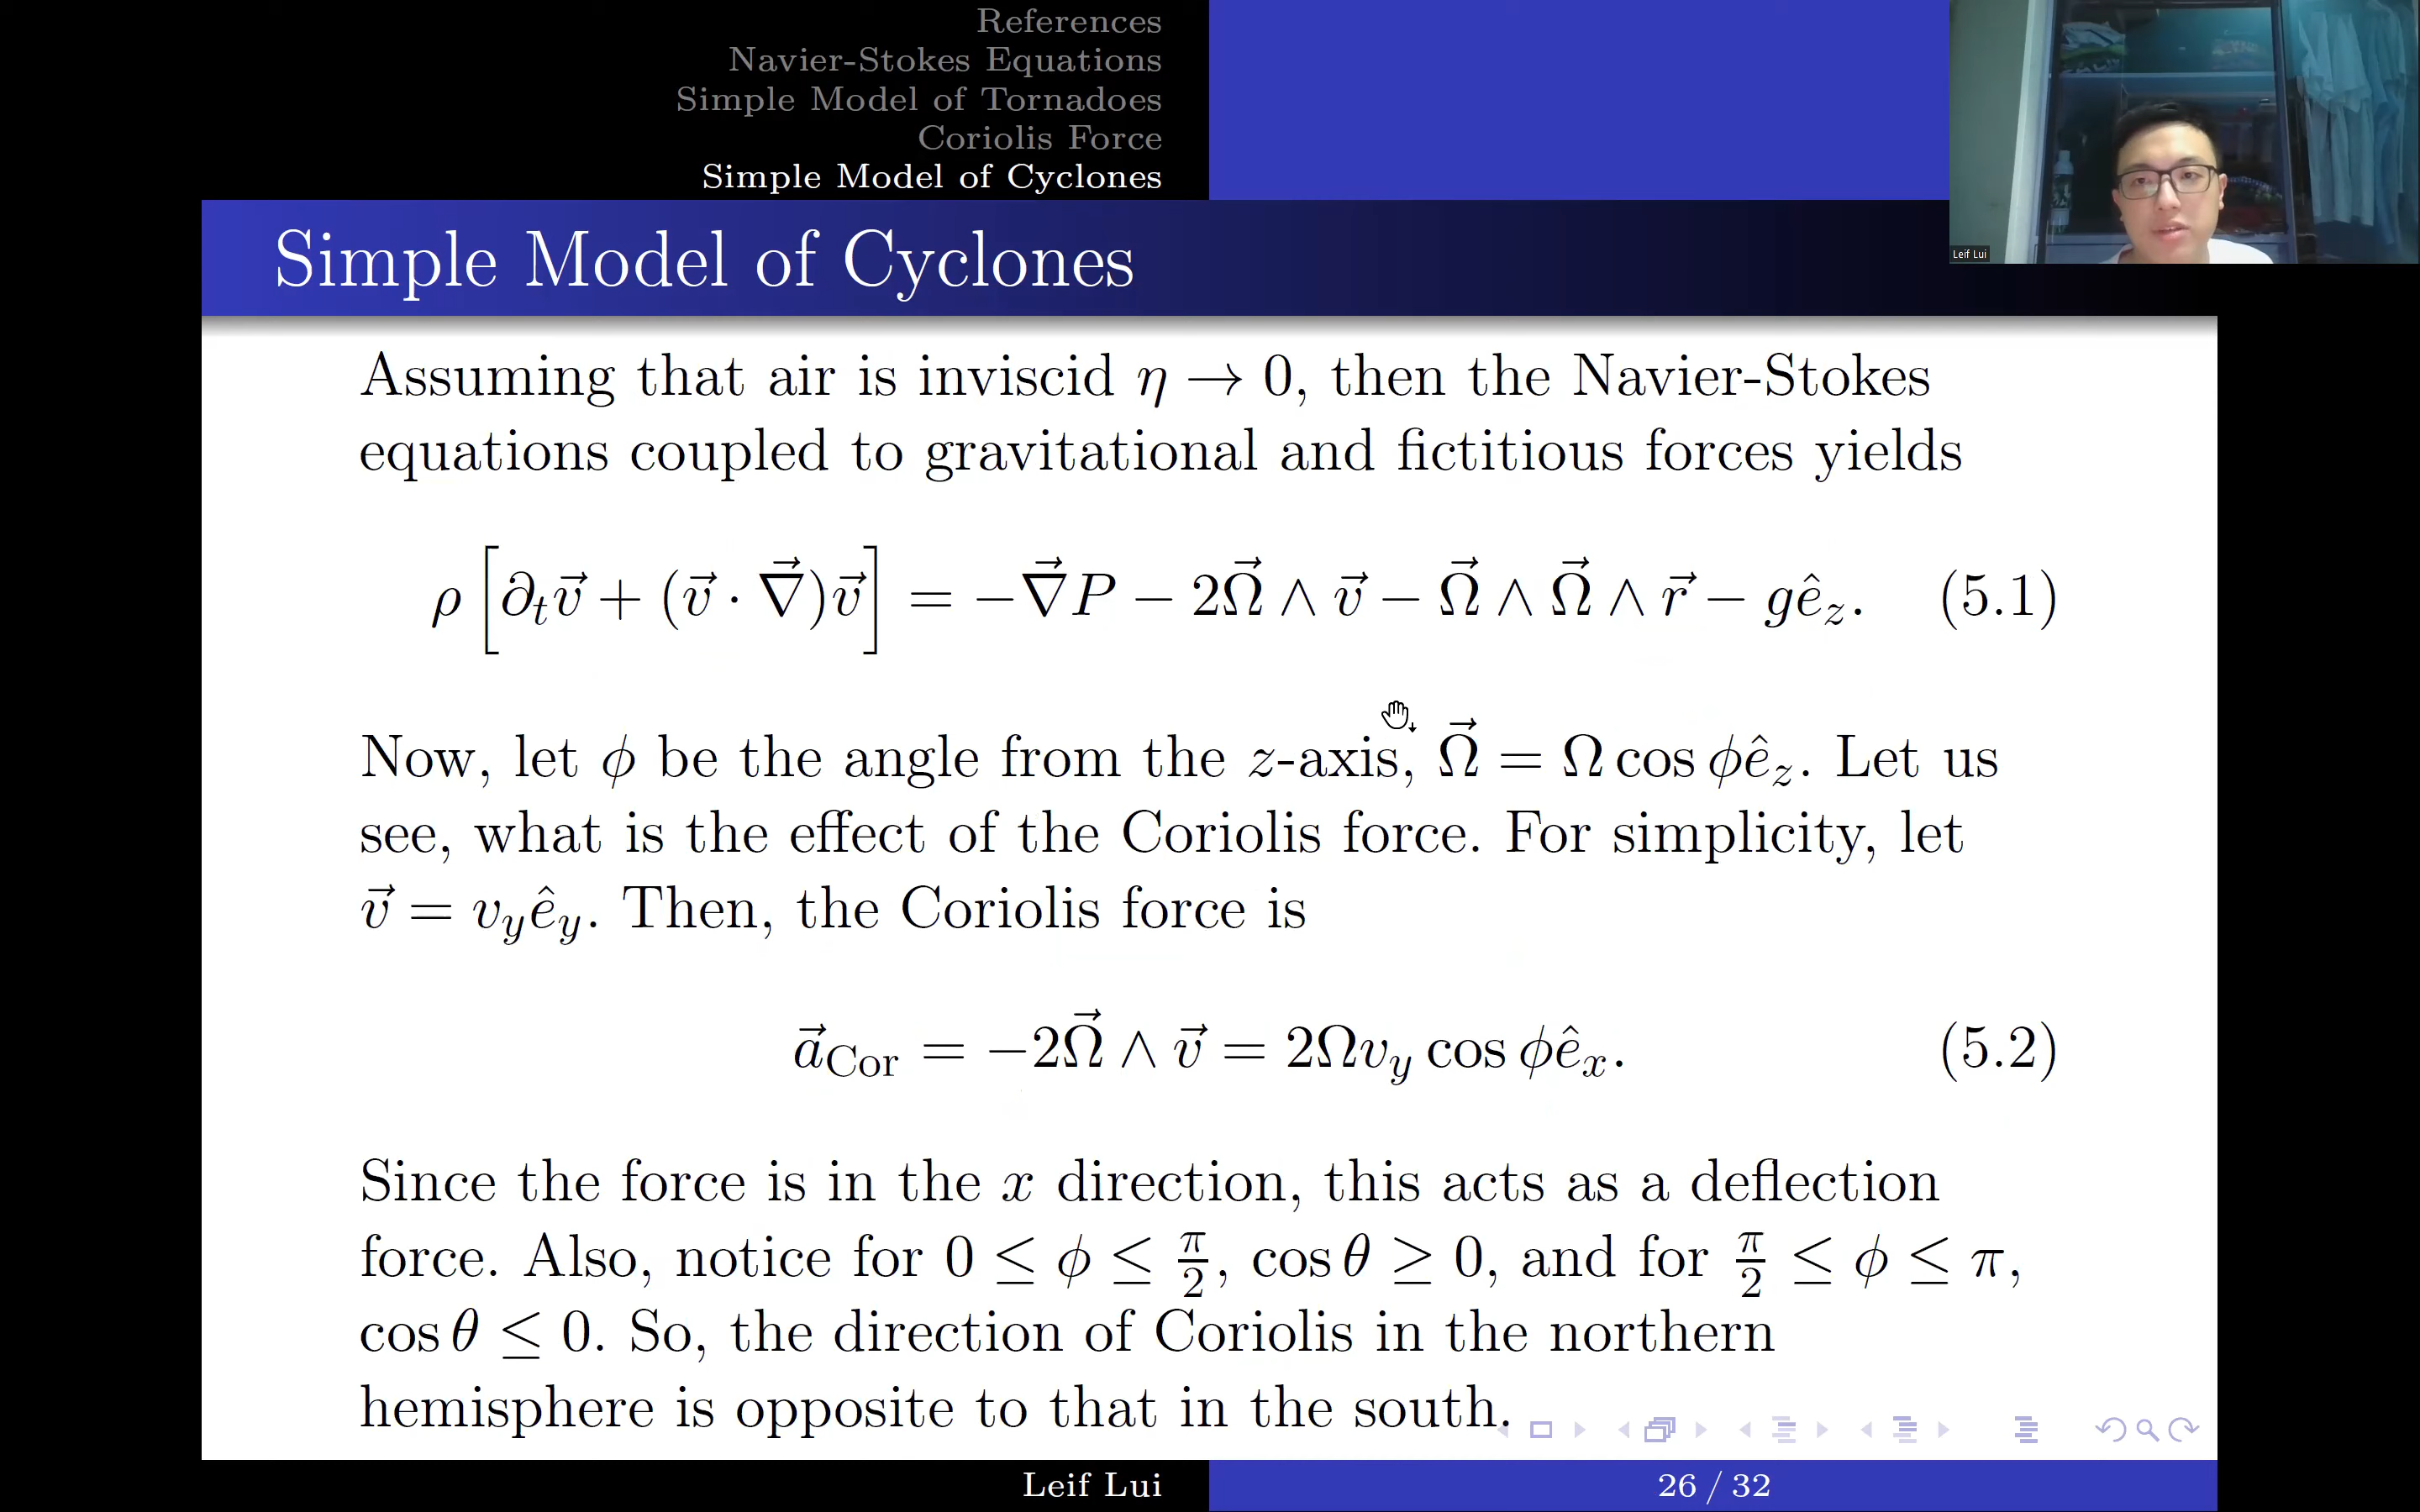 References
Navier-Stokes Equations
Simple Model of Tornadoes
Coriolis Force
Simple Model of Cyclones
Leif Lui
Simple Model of Cyclones
Assuming that air is inviscid η → 0, then the Navier-Stokes
equations coupled to gravitational and fictitious forces yields
ρ[∂ₜv⃗ + (v⃗ · ∇⃗)v⃗] = −∇⃗P − 2Ω⃗ ∧ v⃗ − Ω⃗ ∧ Ω⃗ ∧ r⃗ − gê_z. (5.1)
Now, let ϕ be the angle from the z-axis, Ω⃗ = Ω cos ϕê_z. Let us
see, what is the effect of the Coriolis force. For simplicity, let
v⃗ = v_yê_y. Then, the Coriolis force is
a⃗_Cor = −2Ω⃗ ∧ v⃗ = 2Ωv_y cos ϕê_x. (5.2)
Since the force is in the x direction, this acts as a deflection
force. Also, notice for 0 ≤ ϕ ≤ π/2, cos θ ≥ 0, and for π/2 ≤ ϕ ≤ π,
cos θ ≤ 0. So, the direction of Coriolis in the northern
hemisphere is opposite to that in the south.
Leif Lui
26 / 32